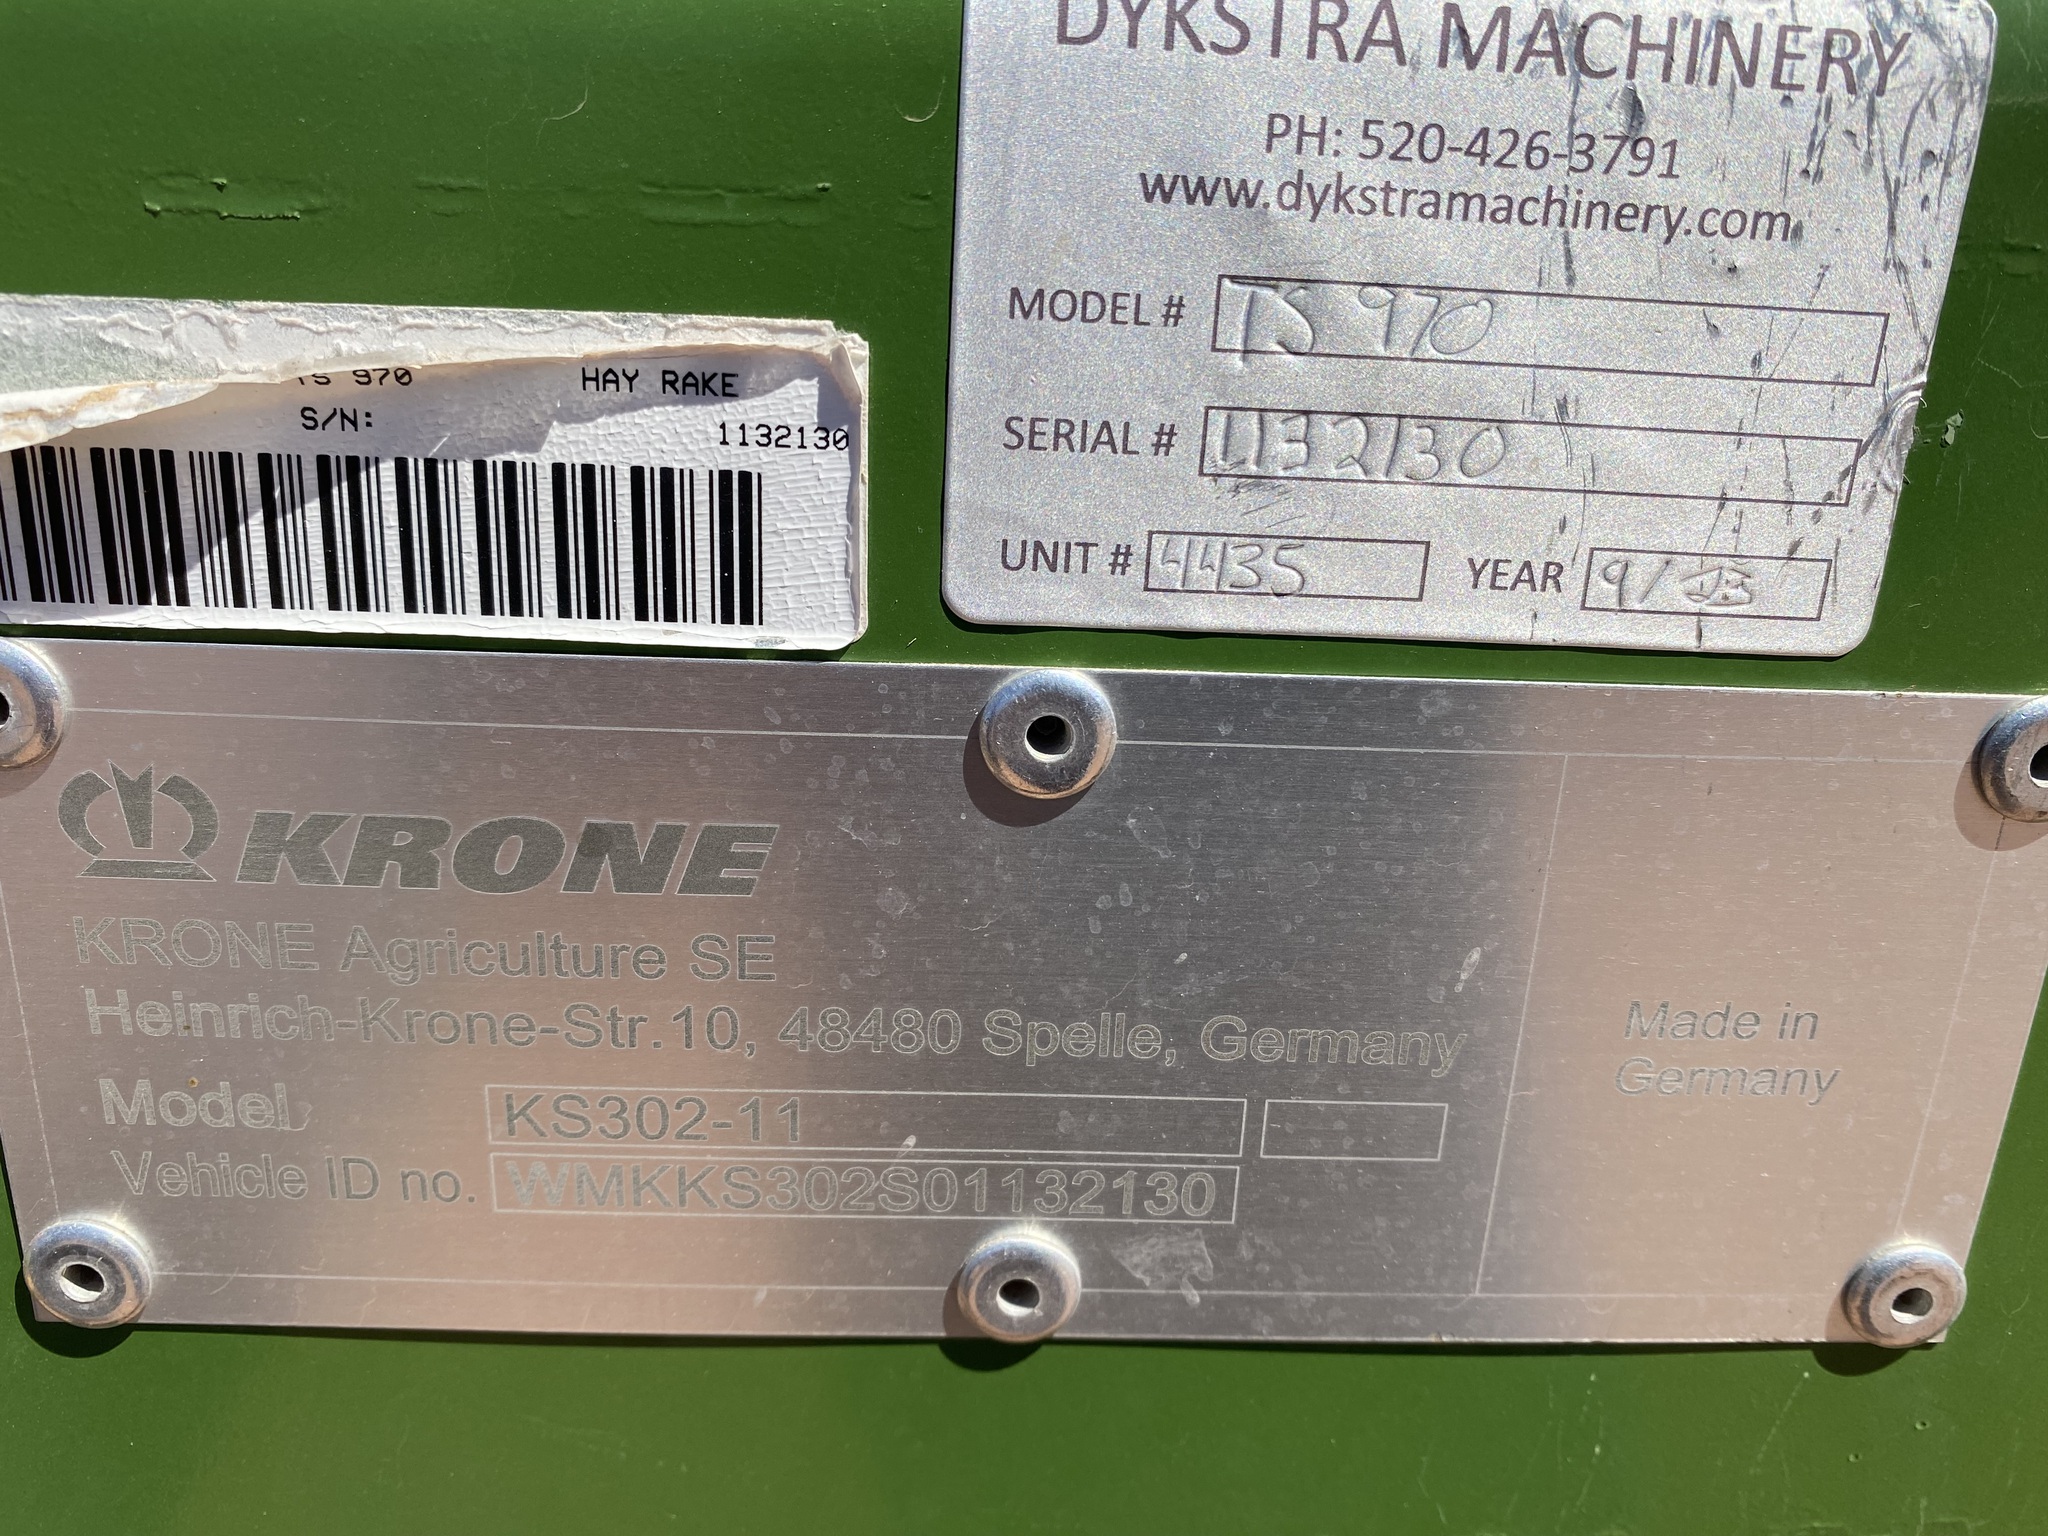 DYKSTRA MACHINERY
PH: 520-426-3791
www.dykstramachinery.com
MODEL # TS 970
SERIAL # 1132130
UNIT # 4435 YEAR
TS 970 HAY RAKE
S/N:
1132130
KRONE
KRONE Agriculture SE
Heinrich-Krone-Str.10, 48480 Spelle, Germany
Model KS302-11
Vehicle ID no. WMKKS302S01132130
Made in
Germany